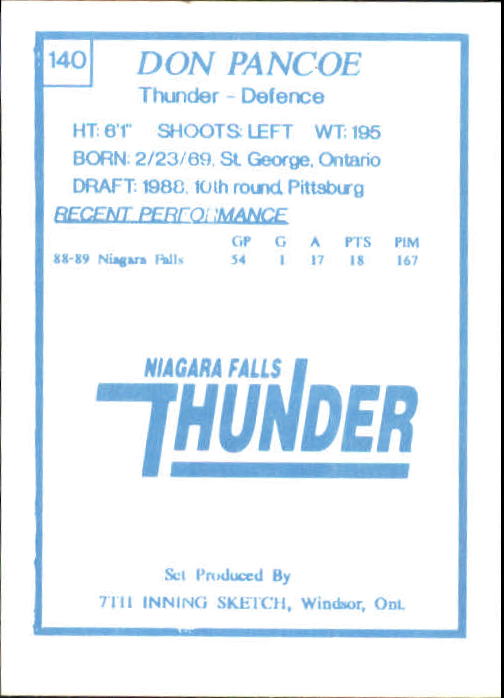 140
DON PANCOE
Thunder - Defence
HT: 6'1" SHOOTS: LEFT WT: 195
BORN: 2/23/69, St. George, Ontario
DRAFT: 1988, 10th round, Pittsburg
RECENT PERFORMANCE
GP G A PTS PIM
88-89 Niagara Falls 54 1 17 18 167
NIAGARA FALLS
THUNDER
Set Produced By
7TH INNING SKETCH, Windsor, Ont.